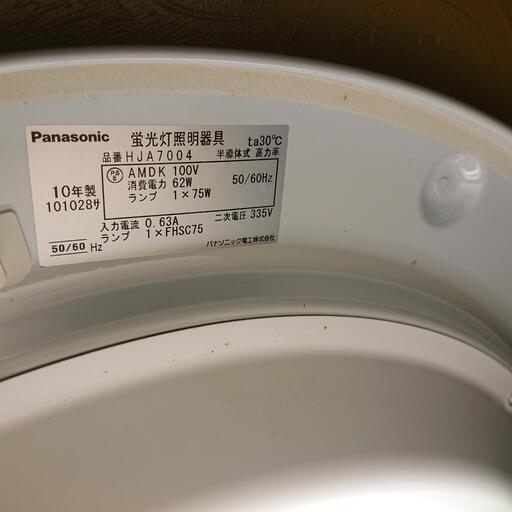 Panasonic 蛍光灯照明器具 ta30℃
品番 HJA7004 半導体式 高力率
10年製 AMDK 100V 50/60Hz
101028サ 消費電力 62W
ランプ 1×75W
入力電流 0.63A 二次電圧 335V
50/60 Hz ランプ 1×FHSC75
パナソニック電工株式会社